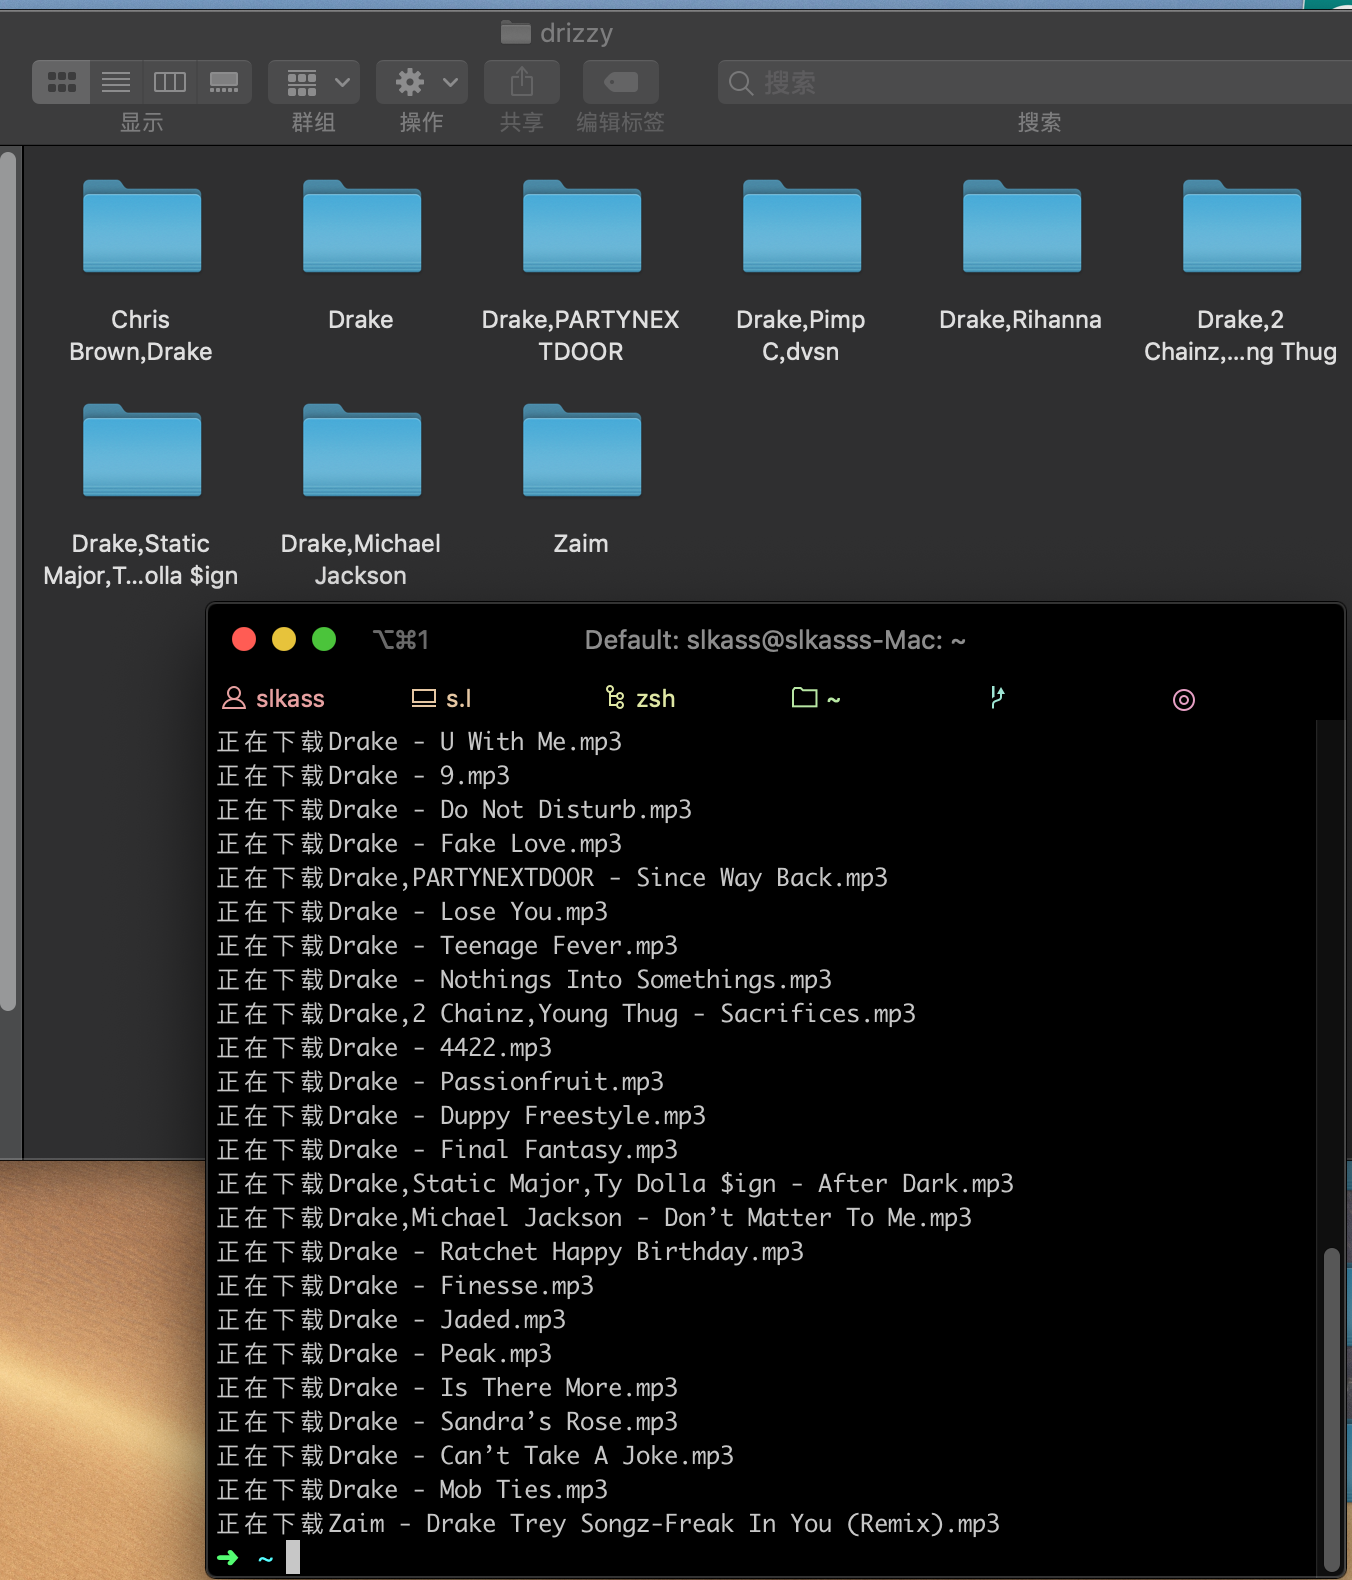 drizzy
搜索
显示 群组 操作 共享 编辑标签 搜索
Chris Brown,Drake
Drake
Drake,PARTYNEXTDOOR
Drake,Pimp C,dvsn
Drake,Rihanna
Drake,2 Chainz,...ng Thug
Drake,Static Major,T...olla $ign
Drake,Michael Jackson
Zaim
⌥⌘1 Default: slkass@slkasss-Mac: ~
slkass s.l zsh ~
正在下载Drake - U With Me.mp3
正在下载Drake - 9.mp3
正在下载Drake - Do Not Disturb.mp3
正在下载Drake - Fake Love.mp3
正在下载Drake,PARTYNEXTDOOR - Since Way Back.mp3
正在下载Drake - Lose You.mp3
正在下载Drake - Teenage Fever.mp3
正在下载Drake - Nothings Into Somethings.mp3
正在下载Drake,2 Chainz,Young Thug - Sacrifices.mp3
正在下载Drake - 4422.mp3
正在下载Drake - Passionfruit.mp3
正在下载Drake - Duppy Freestyle.mp3
正在下载Drake - Final Fantasy.mp3
正在下载Drake,Static Major,Ty Dolla $ign - After Dark.mp3
正在下载Drake,Michael Jackson - Don’t Matter To Me.mp3
正在下载Drake - Ratchet Happy Birthday.mp3
正在下载Drake - Finesse.mp3
正在下载Drake - Jaded.mp3
正在下载Drake - Peak.mp3
正在下载Drake - Is There More.mp3
正在下载Drake - Sandra’s Rose.mp3
正在下载Drake - Can’t Take A Joke.mp3
正在下载Drake - Mob Ties.mp3
正在下载Zaim - Drake Trey Songz-Freak In You (Remix).mp3
➜ ~